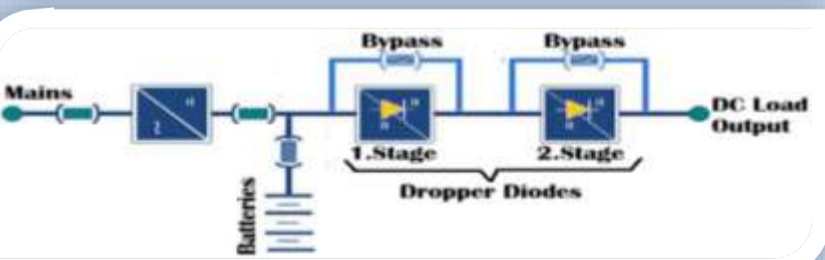 Bypass
Bypass
Mains
DC Load
Output
1.Stage
2.Stage
Dropper Diodes
Batteries